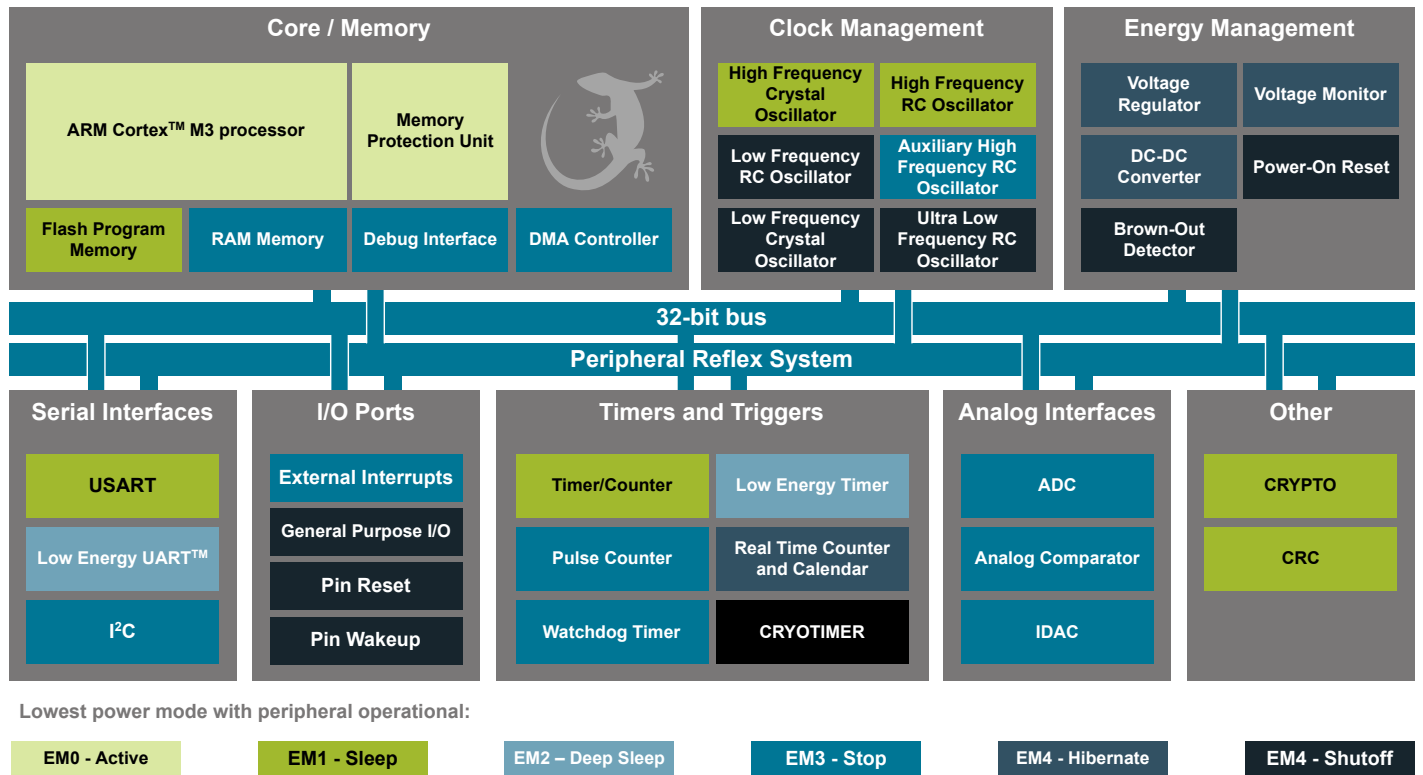 Core / Memory
ARM Cortex™ M3 processor
Memory
Protection Unit
Flash Program
Memory
RAM Memory
Debug Interface
DMA Controller
Clock Management
High Frequency
Crystal
Oscillator
High Frequency
RC Oscillator
Low Frequency
RC Oscillator
Auxiliary High
Frequency RC
Oscillator
Low Frequency
Crystal
Oscillator
Ultra Low
Frequency RC
Oscillator
Energy Management
Voltage
Regulator
Voltage Monitor
DC-DC
Converter
Power-On Reset
Brown-Out
Detector
32-bit bus
Peripheral Reflex System
Serial Interfaces
USART
Low Energy UART™
I²C
I/O Ports
External Interrupts
General Purpose I/O
Pin Reset
Pin Wakeup
Timers and Triggers
Timer/Counter
Low Energy Timer
Pulse Counter
Real Time Counter
and Calendar
Watchdog Timer
CRYOTIMER
Analog Interfaces
ADC
Analog Comparator
IDAC
Other
CRYPTO
CRC
Lowest power mode with peripheral operational:
EM0 - Active
EM1 - Sleep
EM2 – Deep Sleep
EM3 - Stop
EM4 - Hibernate
EM4 - Shutoff